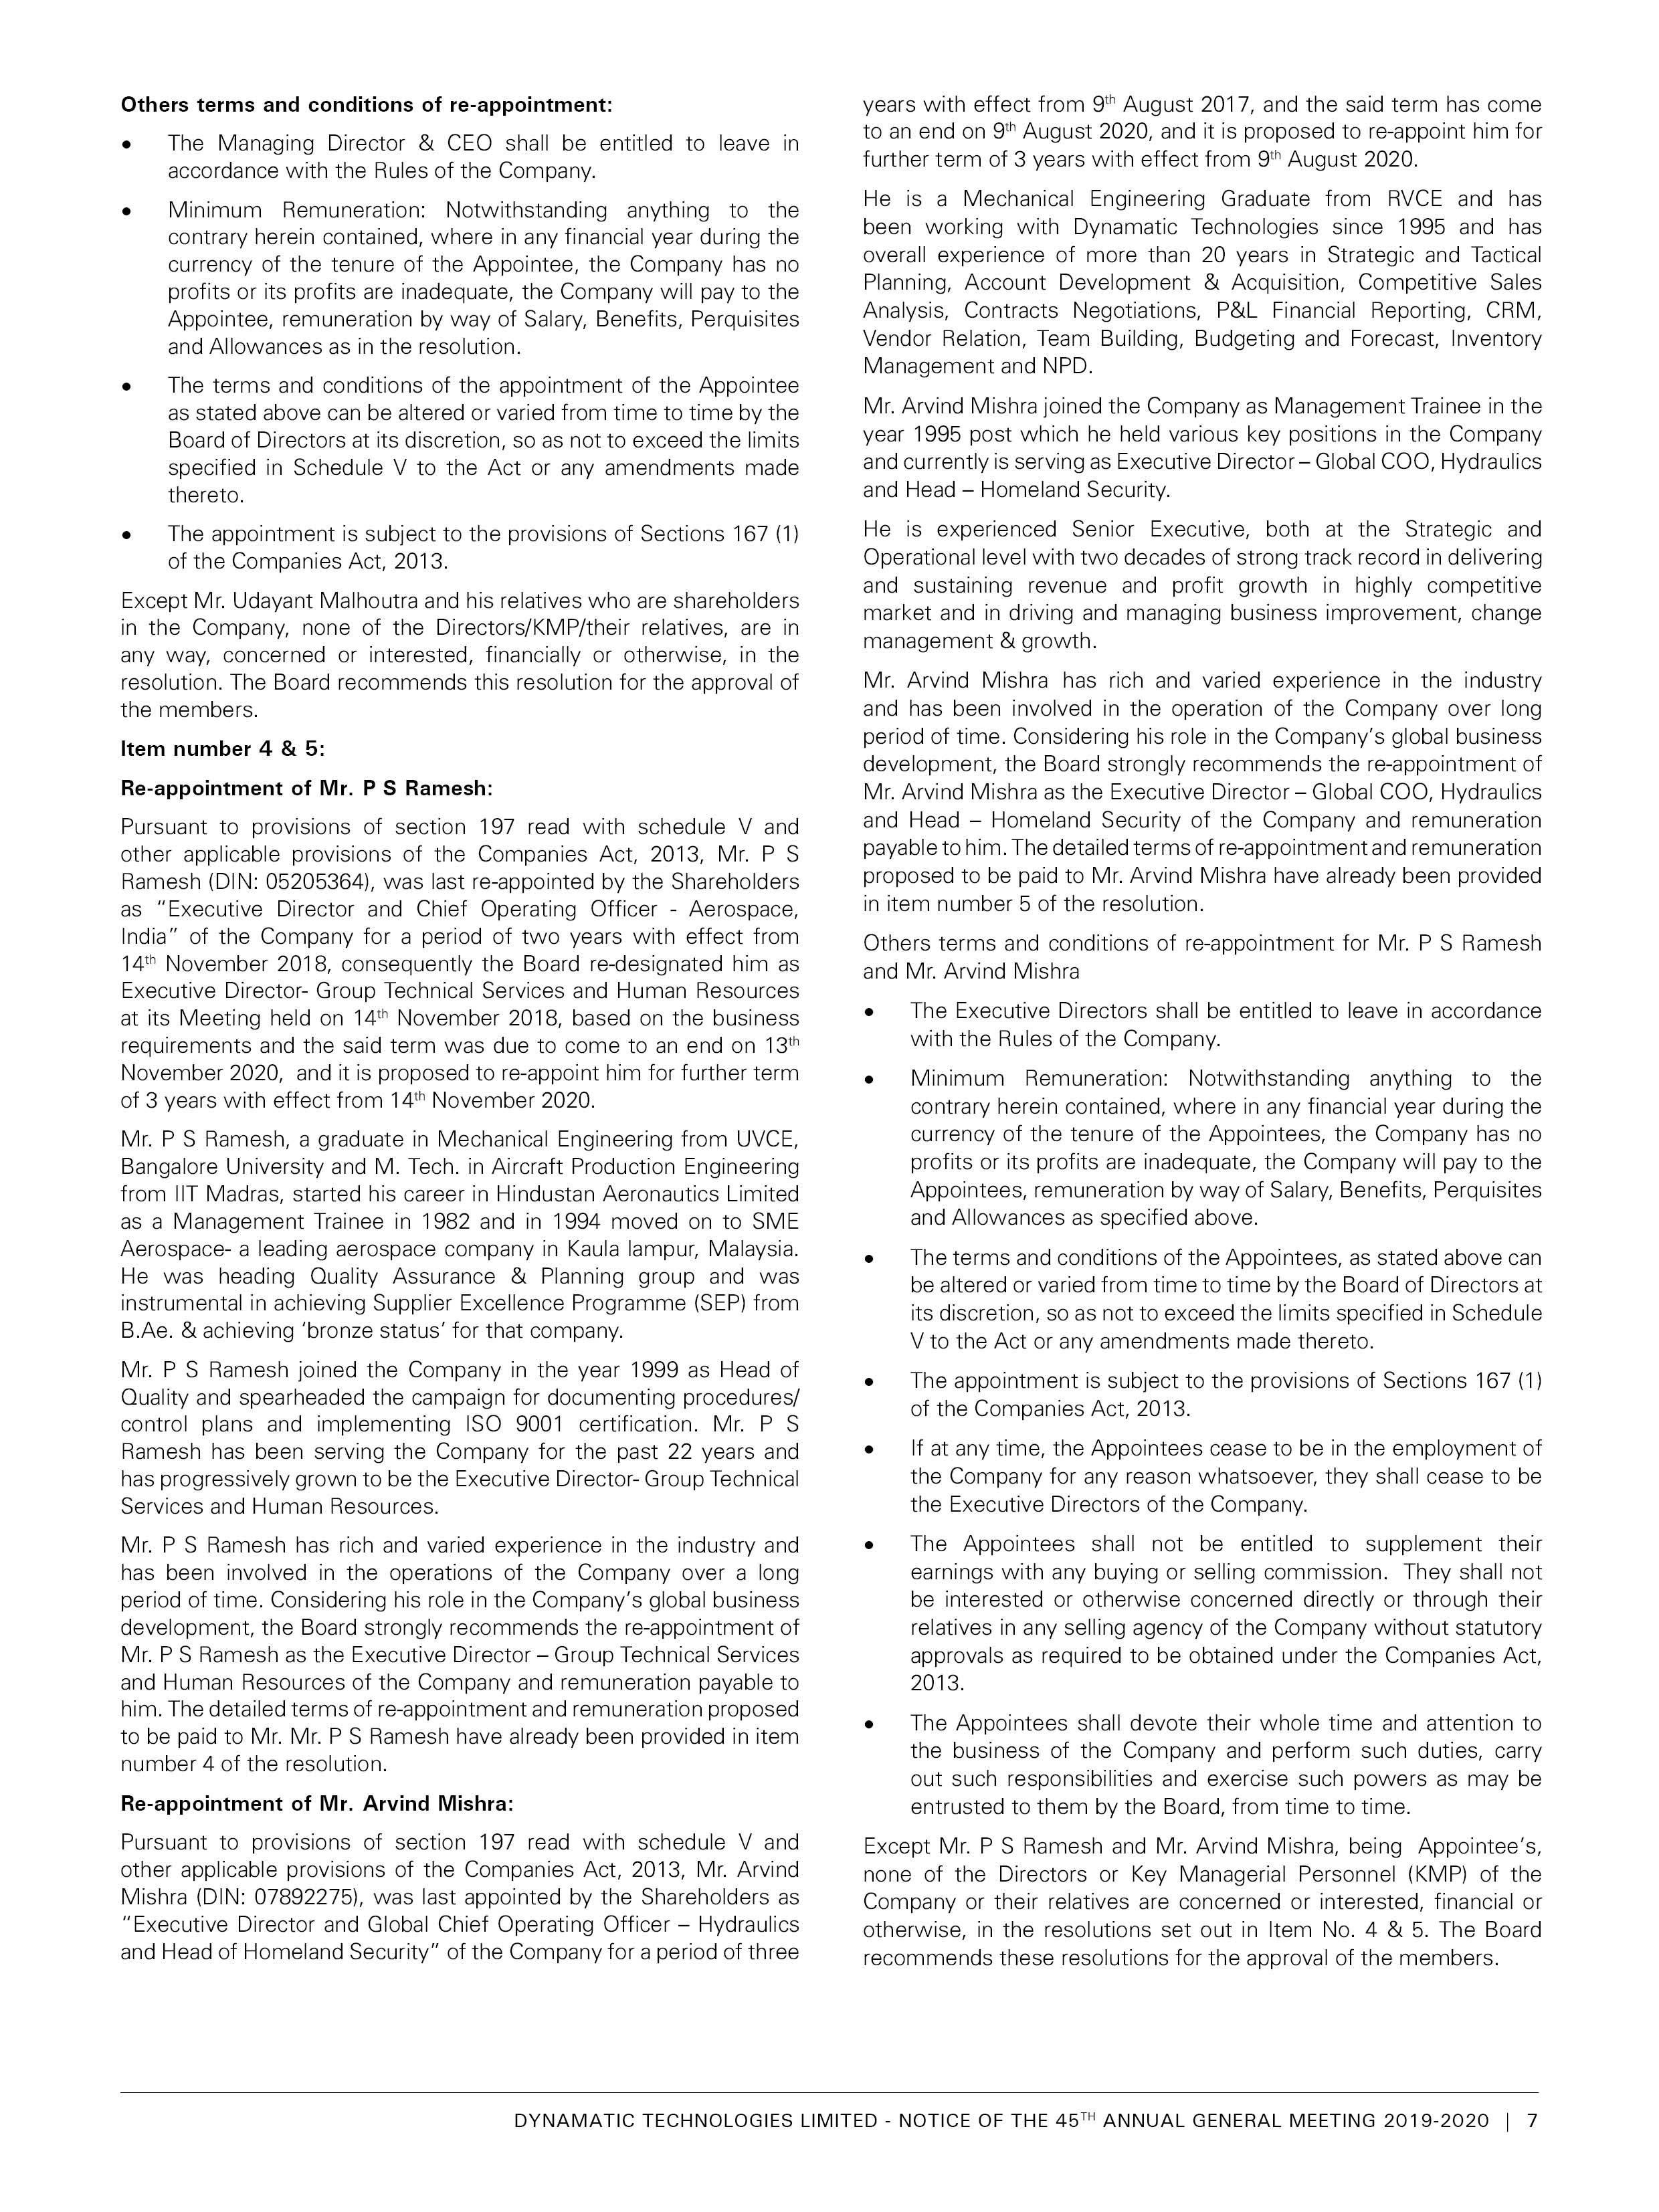 Others terms and conditions of re-appointment:
• The Managing Director & CEO shall be entitled to leave in
accordance with the Rules of the Company.
• Minimum Remuneration: Notwithstanding anything to the
contrary herein contained, where in any financial year during the
currency of the tenure of the Appointee, the Company has no
profits or its profits are inadequate, the Company will pay to the
Appointee, remuneration by way of Salary, Benefits, Perquisites
and Allowances as in the resolution.
• The terms and conditions of the appointment of the Appointee
as stated above can be altered or varied from time to time by the
Board of Directors at its discretion, so as not to exceed the limits
specified in Schedule V to the Act or any amendments made
thereto.
• The appointment is subject to the provisions of Sections 167 (1)
of the Companies Act, 2013.
Except Mr. Udayant Malhoutra and his relatives who are shareholders
in the Company, none of the Directors/KMP/their relatives, are in
any way, concerned or interested, financially or otherwise, in the
resolution. The Board recommends this resolution for the approval of
the members.
Item number 4 & 5:
Re-appointment of Mr. P S Ramesh:
Pursuant to provisions of section 197 read with schedule V and
other applicable provisions of the Companies Act, 2013, Mr. P S
Ramesh (DIN: 05205364), was last re-appointed by the Shareholders
as “Executive Director and Chief Operating Officer - Aerospace,
India” of the Company for a period of two years with effect from
14th November 2018, consequently the Board re-designated him as
Executive Director- Group Technical Services and Human Resources
at its Meeting held on 14th November 2018, based on the business
requirements and the said term was due to come to an end on 13th
November 2020, and it is proposed to re-appoint him for further term
of 3 years with effect from 14th November 2020.
Mr. P S Ramesh, a graduate in Mechanical Engineering from UVCE,
Bangalore University and M. Tech. in Aircraft Production Engineering
from IIT Madras, started his career in Hindustan Aeronautics Limited
as a Management Trainee in 1982 and in 1994 moved on to SME
Aerospace- a leading aerospace company in Kaula lampur, Malaysia.
He was heading Quality Assurance & Planning group and was
instrumental in achieving Supplier Excellence Programme (SEP) from
B.Ae. & achieving ‘bronze status’ for that company.
Mr. P S Ramesh joined the Company in the year 1999 as Head of
Quality and spearheaded the campaign for documenting procedures/
control plans and implementing ISO 9001 certification. Mr. P S
Ramesh has been serving the Company for the past 22 years and
has progressively grown to be the Executive Director- Group Technical
Services and Human Resources.
Mr. P S Ramesh has rich and varied experience in the industry and
has been involved in the operations of the Company over a long
period of time. Considering his role in the Company’s global business
development, the Board strongly recommends the re-appointment of
Mr. P S Ramesh as the Executive Director – Group Technical Services
and Human Resources of the Company and remuneration payable to
him. The detailed terms of re-appointment and remuneration proposed
to be paid to Mr. Mr. P S Ramesh have already been provided in item
number 4 of the resolution.
Re-appointment of Mr. Arvind Mishra:
Pursuant to provisions of section 197 read with schedule V and
other applicable provisions of the Companies Act, 2013, Mr. Arvind
Mishra (DIN: 07892275), was last appointed by the Shareholders as
“Executive Director and Global Chief Operating Officer – Hydraulics
and Head of Homeland Security” of the Company for a period of three
years with effect from 9th August 2017, and the said term has come
to an end on 9th August 2020, and it is proposed to re-appoint him for
further term of 3 years with effect from 9th August 2020.
He is a Mechanical Engineering Graduate from RVCE and has
been working with Dynamatic Technologies since 1995 and has
overall experience of more than 20 years in Strategic and Tactical
Planning, Account Development & Acquisition, Competitive Sales
Analysis, Contracts Negotiations, P&L Financial Reporting, CRM,
Vendor Relation, Team Building, Budgeting and Forecast, Inventory
Management and NPD.
Mr. Arvind Mishra joined the Company as Management Trainee in the
year 1995 post which he held various key positions in the Company
and currently is serving as Executive Director – Global COO, Hydraulics
and Head – Homeland Security.
He is experienced Senior Executive, both at the Strategic and
Operational level with two decades of strong track record in delivering
and sustaining revenue and profit growth in highly competitive
market and in driving and managing business improvement, change
management & growth.
Mr. Arvind Mishra has rich and varied experience in the industry
and has been involved in the operation of the Company over long
period of time. Considering his role in the Company’s global business
development, the Board strongly recommends the re-appointment of
Mr. Arvind Mishra as the Executive Director – Global COO, Hydraulics
and Head – Homeland Security of the Company and remuneration
payable to him. The detailed terms of re-appointment and remuneration
proposed to be paid to Mr. Arvind Mishra have already been provided
in item number 5 of the resolution.
Others terms and conditions of re-appointment for Mr. P S Ramesh
and Mr. Arvind Mishra
• The Executive Directors shall be entitled to leave in accordance
with the Rules of the Company.
• Minimum Remuneration: Notwithstanding anything to the
contrary herein contained, where in any financial year during the
currency of the tenure of the Appointees, the Company has no
profits or its profits are inadequate, the Company will pay to the
Appointees, remuneration by way of Salary, Benefits, Perquisites
and Allowances as specified above.
• The terms and conditions of the Appointees, as stated above can
be altered or varied from time to time by the Board of Directors at
its discretion, so as not to exceed the limits specified in Schedule
V to the Act or any amendments made thereto.
• The appointment is subject to the provisions of Sections 167 (1)
of the Companies Act, 2013.
• If at any time, the Appointees cease to be in the employment of
the Company for any reason whatsoever, they shall cease to be
the Executive Directors of the Company.
• The Appointees shall not be entitled to supplement their
earnings with any buying or selling commission. They shall not
be interested or otherwise concerned directly or through their
relatives in any selling agency of the Company without statutory
approvals as required to be obtained under the Companies Act,
2013.
• The Appointees shall devote their whole time and attention to
the business of the Company and perform such duties, carry
out such responsibilities and exercise such powers as may be
entrusted to them by the Board, from time to time.
Except Mr. P S Ramesh and Mr. Arvind Mishra, being Appointee’s,
none of the Directors or Key Managerial Personnel (KMP) of the
Company or their relatives are concerned or interested, financial or
otherwise, in the resolutions set out in Item No. 4 & 5. The Board
recommends these resolutions for the approval of the members.
DYNAMATIC TECHNOLOGIES LIMITED - NOTICE OF THE 45TH ANNUAL GENERAL MEETING 2019-2020 | 7